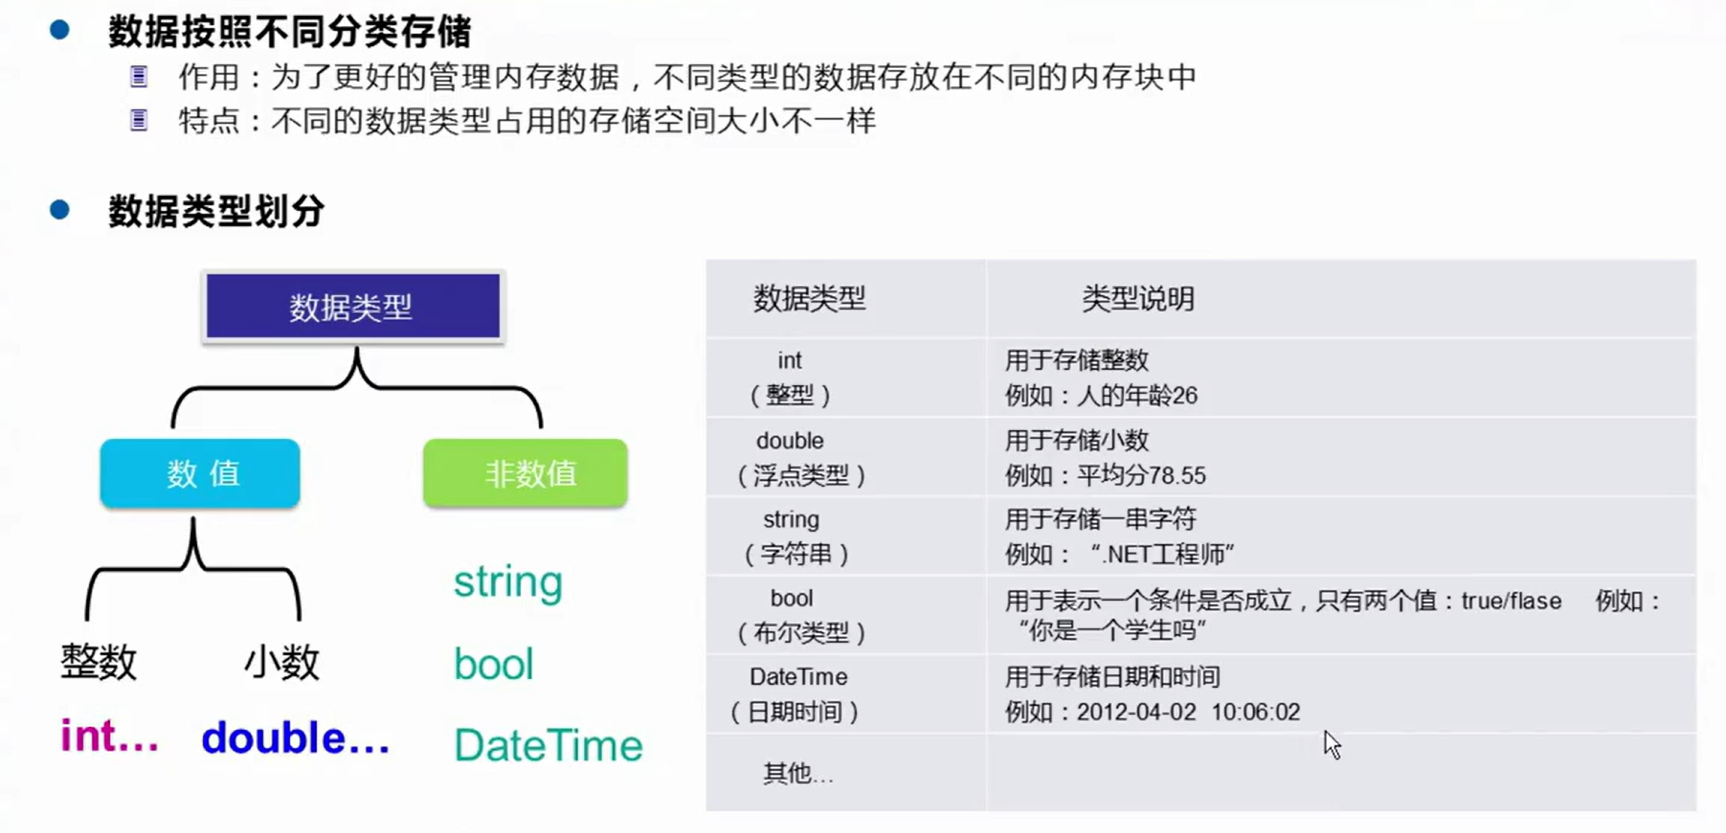 数据按照不同分类存储
作用：为了更好的管理内存数据，不同类型的数据存放在不同的内存块中
特点：不同的数据类型占用的存储空间大小不一样
数据类型划分
数据类型
数 值
非数值
整数
小数
int...
double...
string
bool
DateTime
数据类型 类型说明
int
（整型）
用于存储整数
例如：人的年龄26
double
（浮点类型）
用于存储小数
例如：平均分78.55
string
（字符串）
用于存储一串字符
例如：“.NET工程师”
bool
（布尔类型）
用于表示一个条件是否成立，只有两个值：true/flase 例如：
“你是一个学生吗”
DateTime
（日期时间）
用于存储日期和时间
例如：2012-04-02 10:06:02
其他...